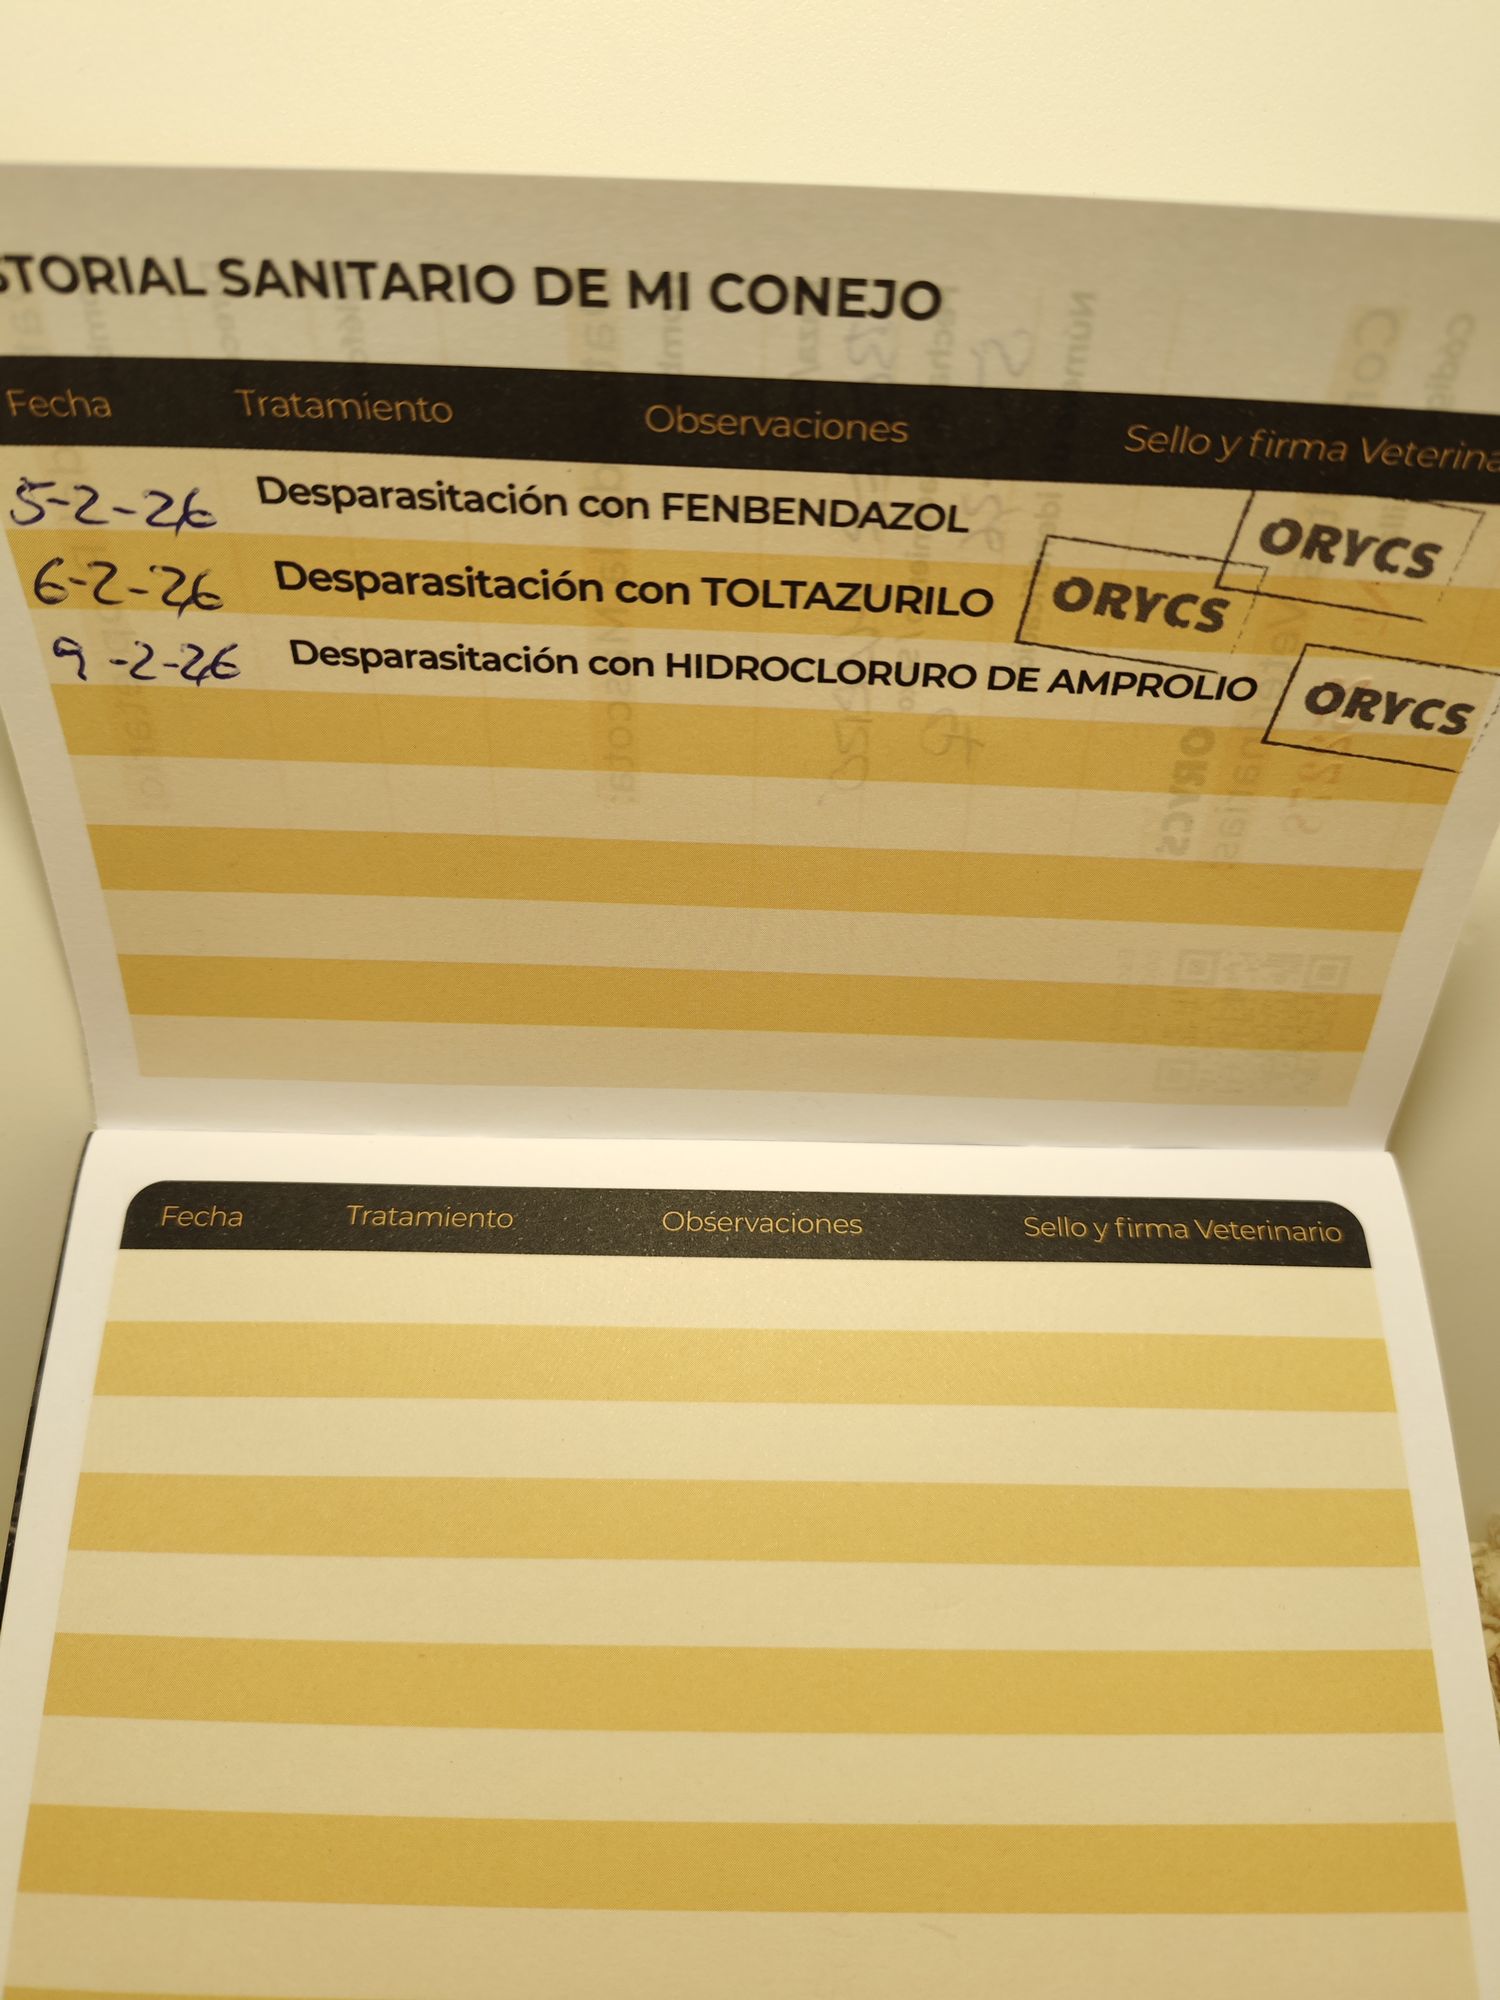 STORIAL SANITARIO DE MI CONEJO
Fecha Tratamiento Observaciones Sello y firma Veterina
5-2-26 Desparasitación con FENBENDAZOL ORYCS
6-2-26 Desparasitación con TOLTAZURILO ORYCS
9-2-26 Desparasitación con HIDROCLORURO DE AMPROLIO ORYCS
Fecha Tratamiento Observaciones Sello y firma Veterinario